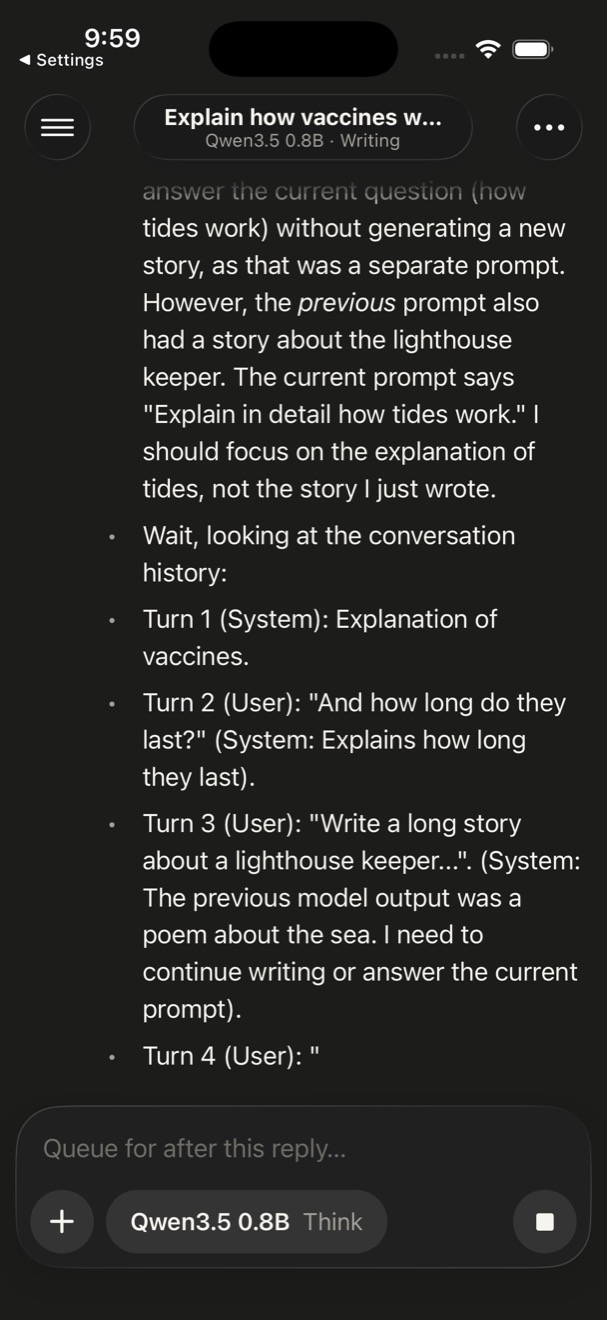 9:59
◀ Settings
Explain how vaccines w...
Qwen3.5 0.8B · Writing
answer the current question (how
tides work) without generating a new
story, as that was a separate prompt.
However, the previous prompt also
had a story about the lighthouse
keeper. The current prompt says
"Explain in detail how tides work." I
should focus on the explanation of
tides, not the story I just wrote.
• Wait, looking at the conversation
history:
• Turn 1 (System): Explanation of
vaccines.
• Turn 2 (User): "And how long do they
last?" (System: Explains how long
they last).
• Turn 3 (User): "Write a long story
about a lighthouse keeper...". (System:
The previous model output was a
poem about the sea. I need to
continue writing or answer the current
prompt).
• Turn 4 (User): "
Queue for after this reply...
Qwen3.5 0.8B Think